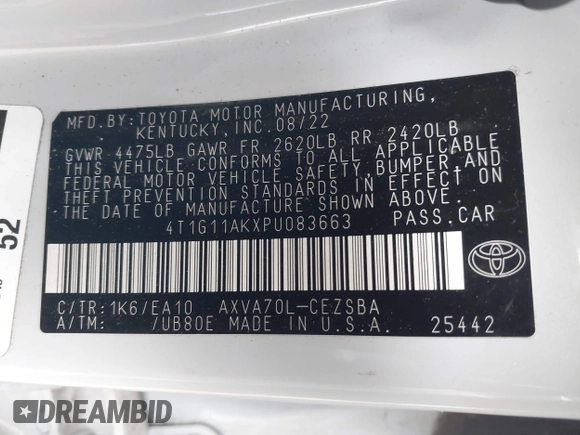 MFD.BY:TOYOTA MOTOR MANUFACTURING,
KENTUCKY, INC.08/22
GVWR 4475LB GAWR FR 2620LB RR 2420LB
THIS VEHICLE CONFORMS TO ALL APPLICABLE
FEDERAL MOTOR VEHICLE SAFETY,BUMPER,AND
THEFT PREVENTION STANDARDS IN EFFECT ON
THE DATE OF MANUFACTURE SHOWN ABOVE.
4T1G11AKXPU083663 PASS.CAR
C/TR:1K6/EA10 AXVA70L-CEZSBA
A/TM: /UB80E MADE IN U.S.A. 25442
TOYOTA
52
DREAMBID